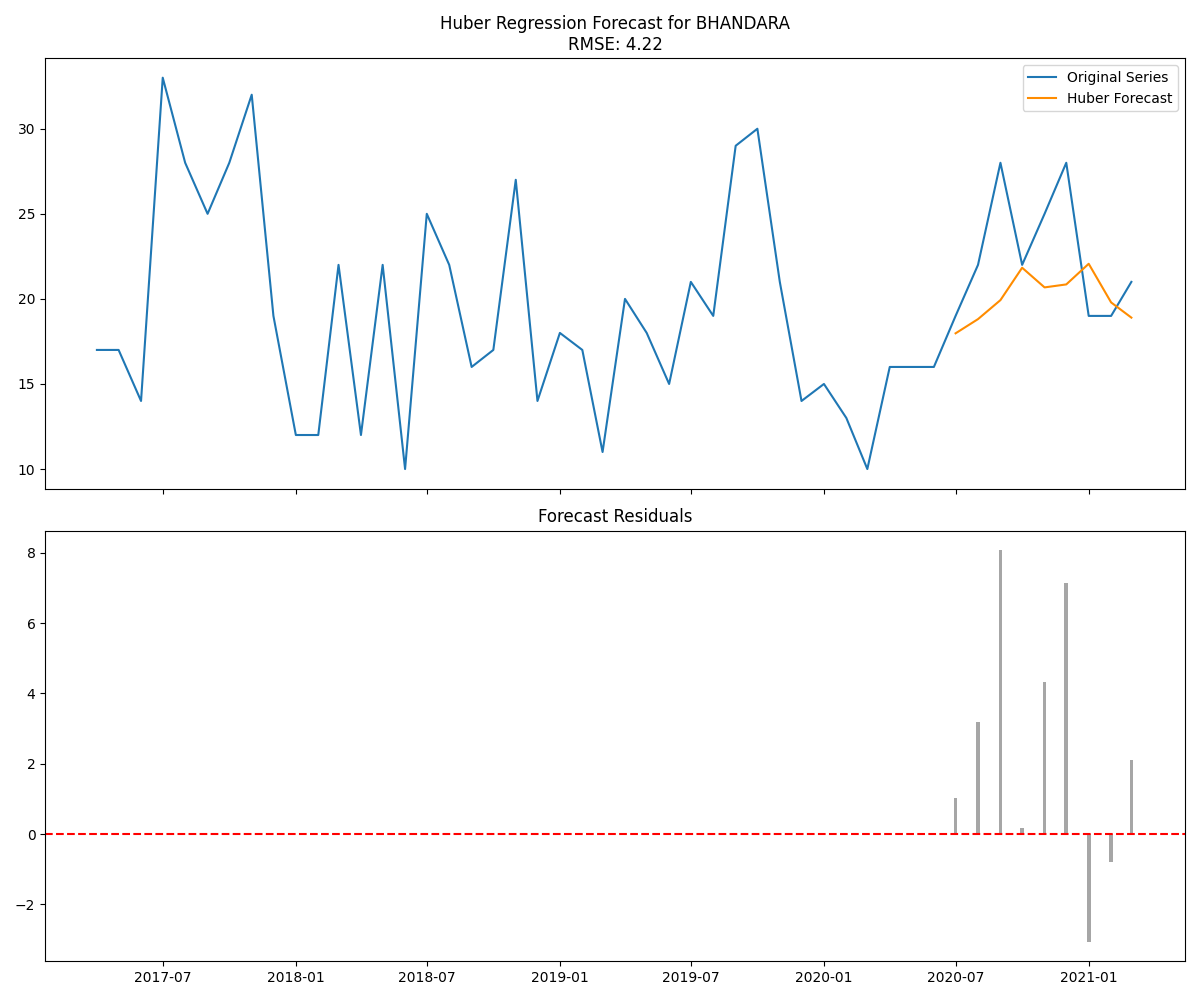 Huber Regression Forecast for BHANDARA
RMSE: 4.22
Original Series
Huber Forecast
30
25
20
15
10
Forecast Residuals
8
6
4
2
0
−2
2017-07 2018-01 2018-07 2019-01 2019-07 2020-01 2020-07 2021-01